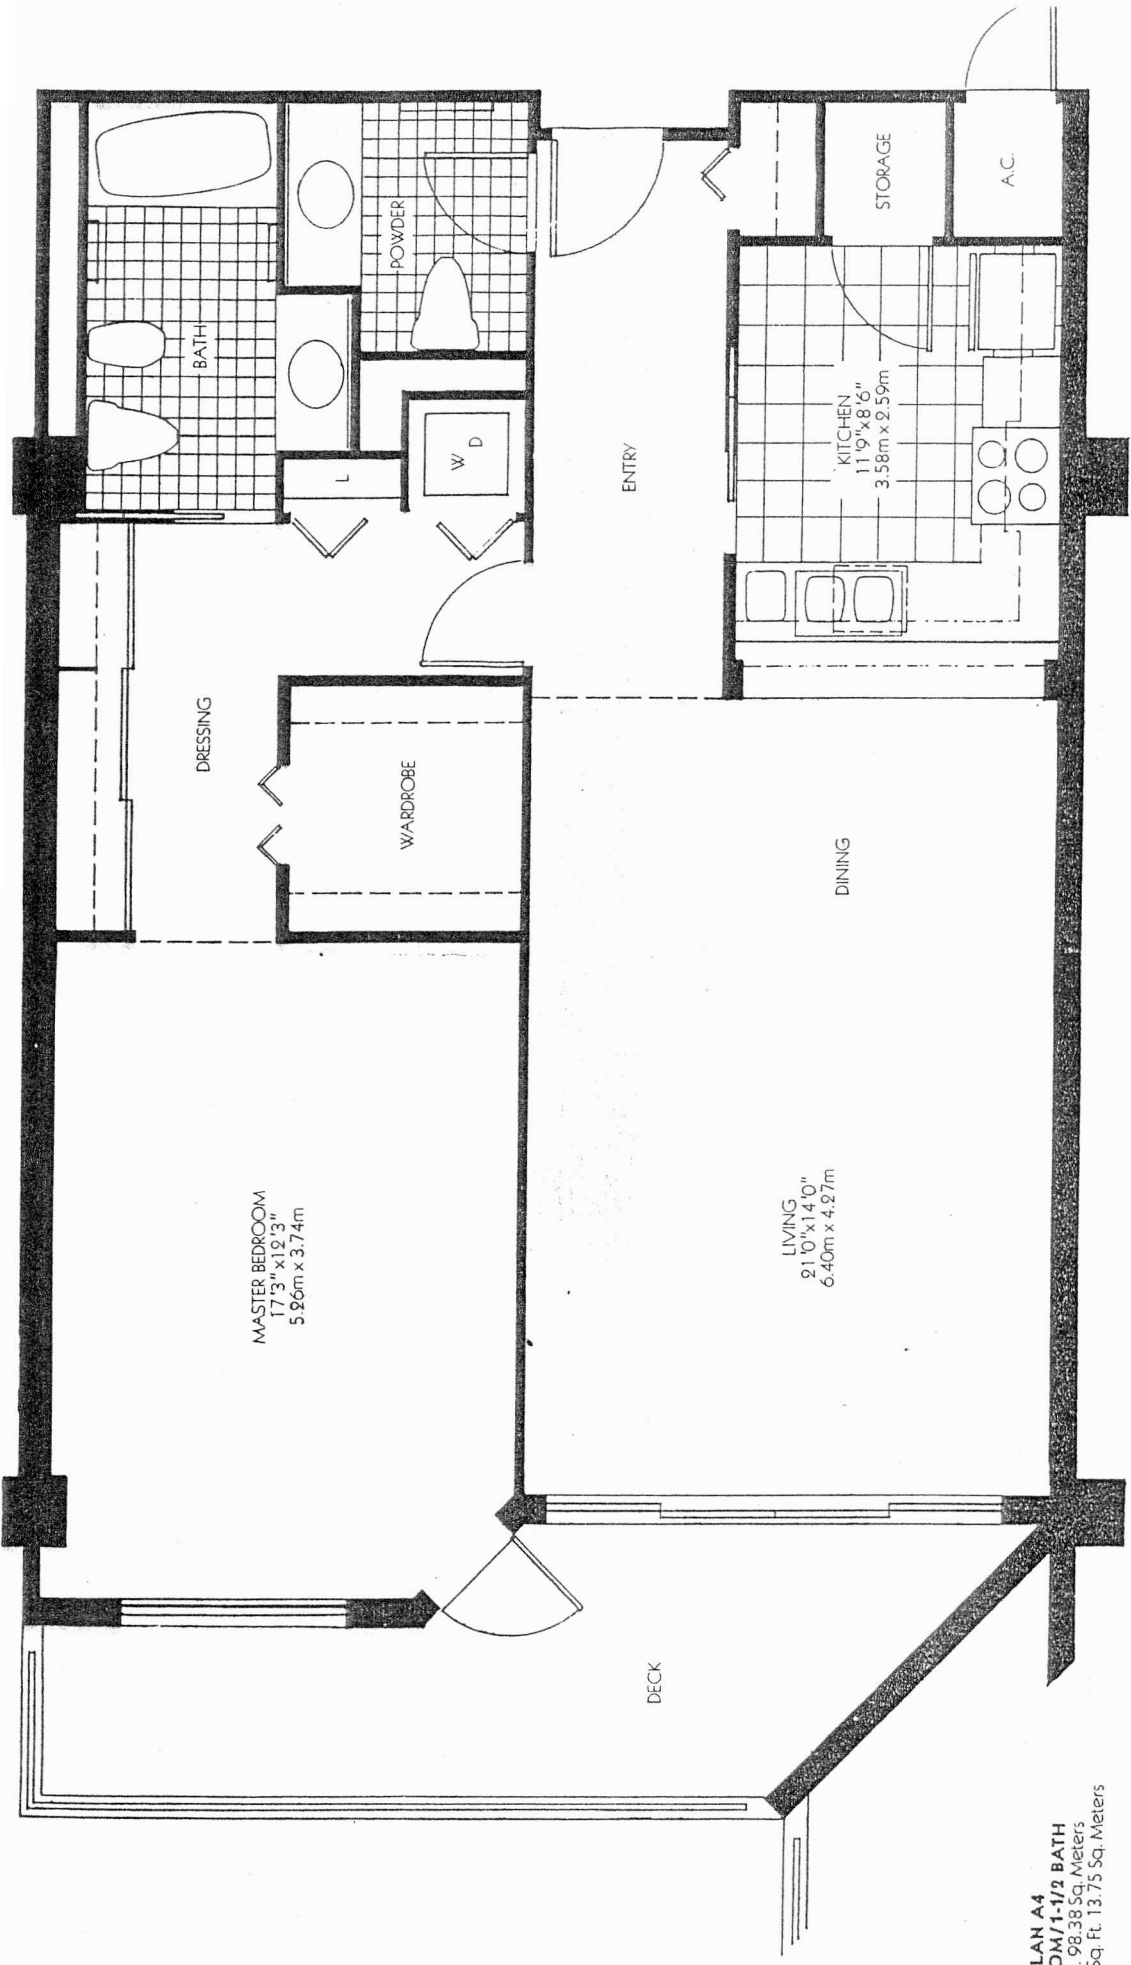 BATH
POWDER
STORAGE
A.C.
L
W
D
ENTRY
KITCHEN
11'9"x8'6"
3.58m x 2.59m
DRESSING
WARDROBE
DINING
MASTER BEDROOM
17'3"x12'3"
5.26m x 3.74m
LIVING
21'0"x14'0"
6.40m x 4.27m
DECK
LAN A4
OM/1-1/2 BATH
. 98.38 Sq. Meters
Sq. Ft. 13.75 Sq. Meters